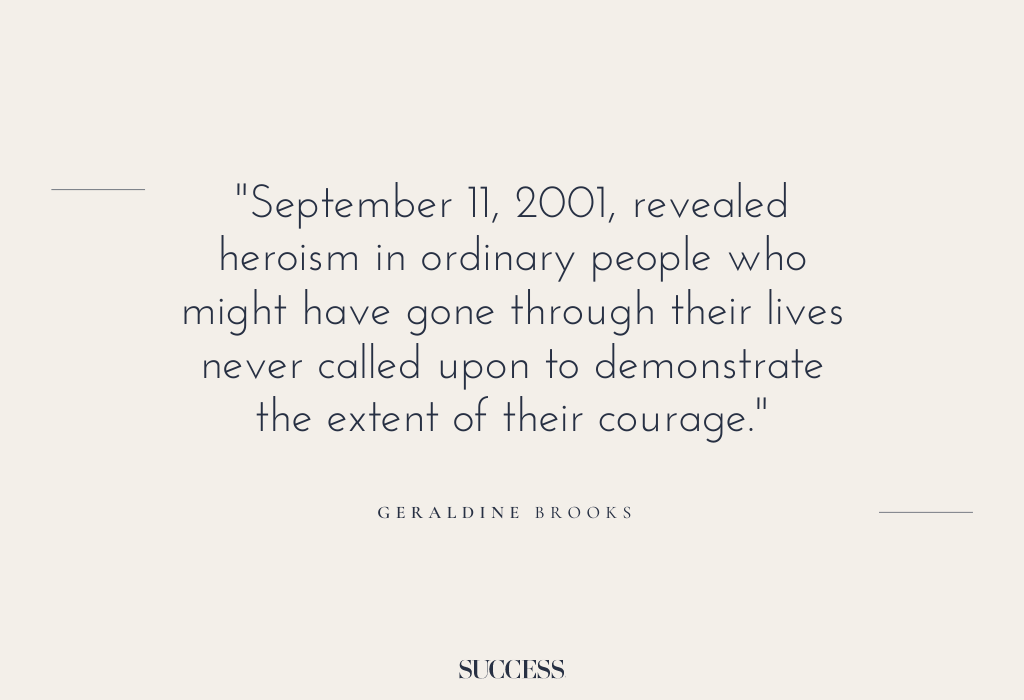 "September 11, 2001, revealed
heroism in ordinary people who
might have gone through their lives
never called upon to demonstrate
the extent of their courage."
GERALDINE BROOKS
SUCCESS